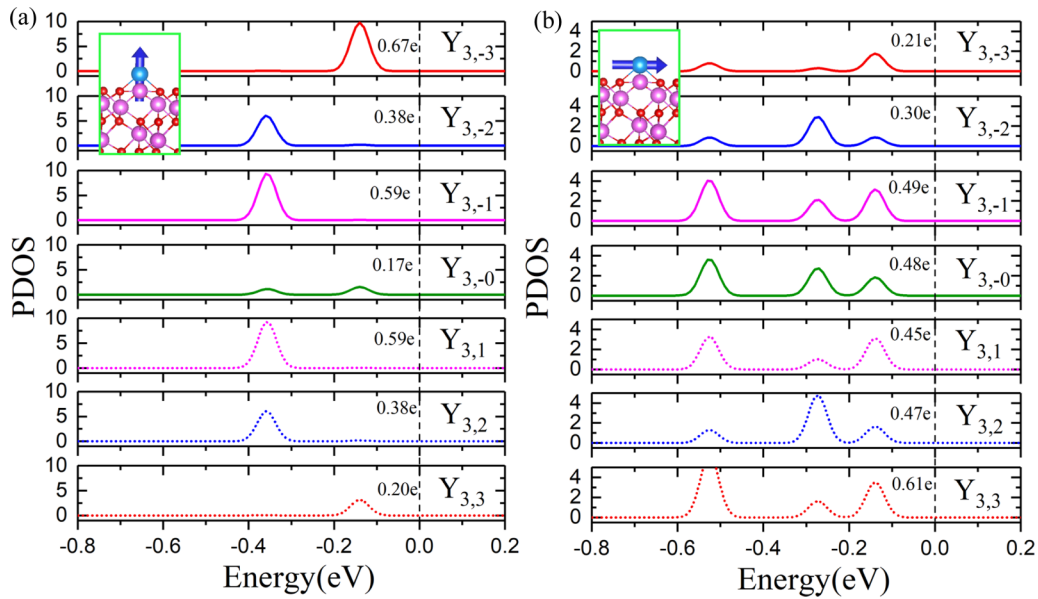 (a)
PDOS
10
5
0
0.67e
Y3,-3
10
5
0
0.38e
Y3,-2
10
5
0
0.59e
Y3,-1
10
5
0
0.17e
Y3,-0
10
5
0
0.59e
Y3,1
10
5
0
0.38e
Y3,2
10
5
0
0.20e
Y3,3
-0.8 -0.6 -0.4 -0.2 0.0 0.2
Energy(eV)
(b)
PDOS
4
2
0
0.21e
Y3,-3
4
2
0
0.30e
Y3,-2
4
2
0
0.49e
Y3,-1
4
2
0
0.48e
Y3,-0
4
2
0
0.45e
Y3,1
4
2
0
0.47e
Y3,2
4
2
0
0.61e
Y3,3
-0.8 -0.6 -0.4 -0.2 0.0 0.2
Energy(eV)